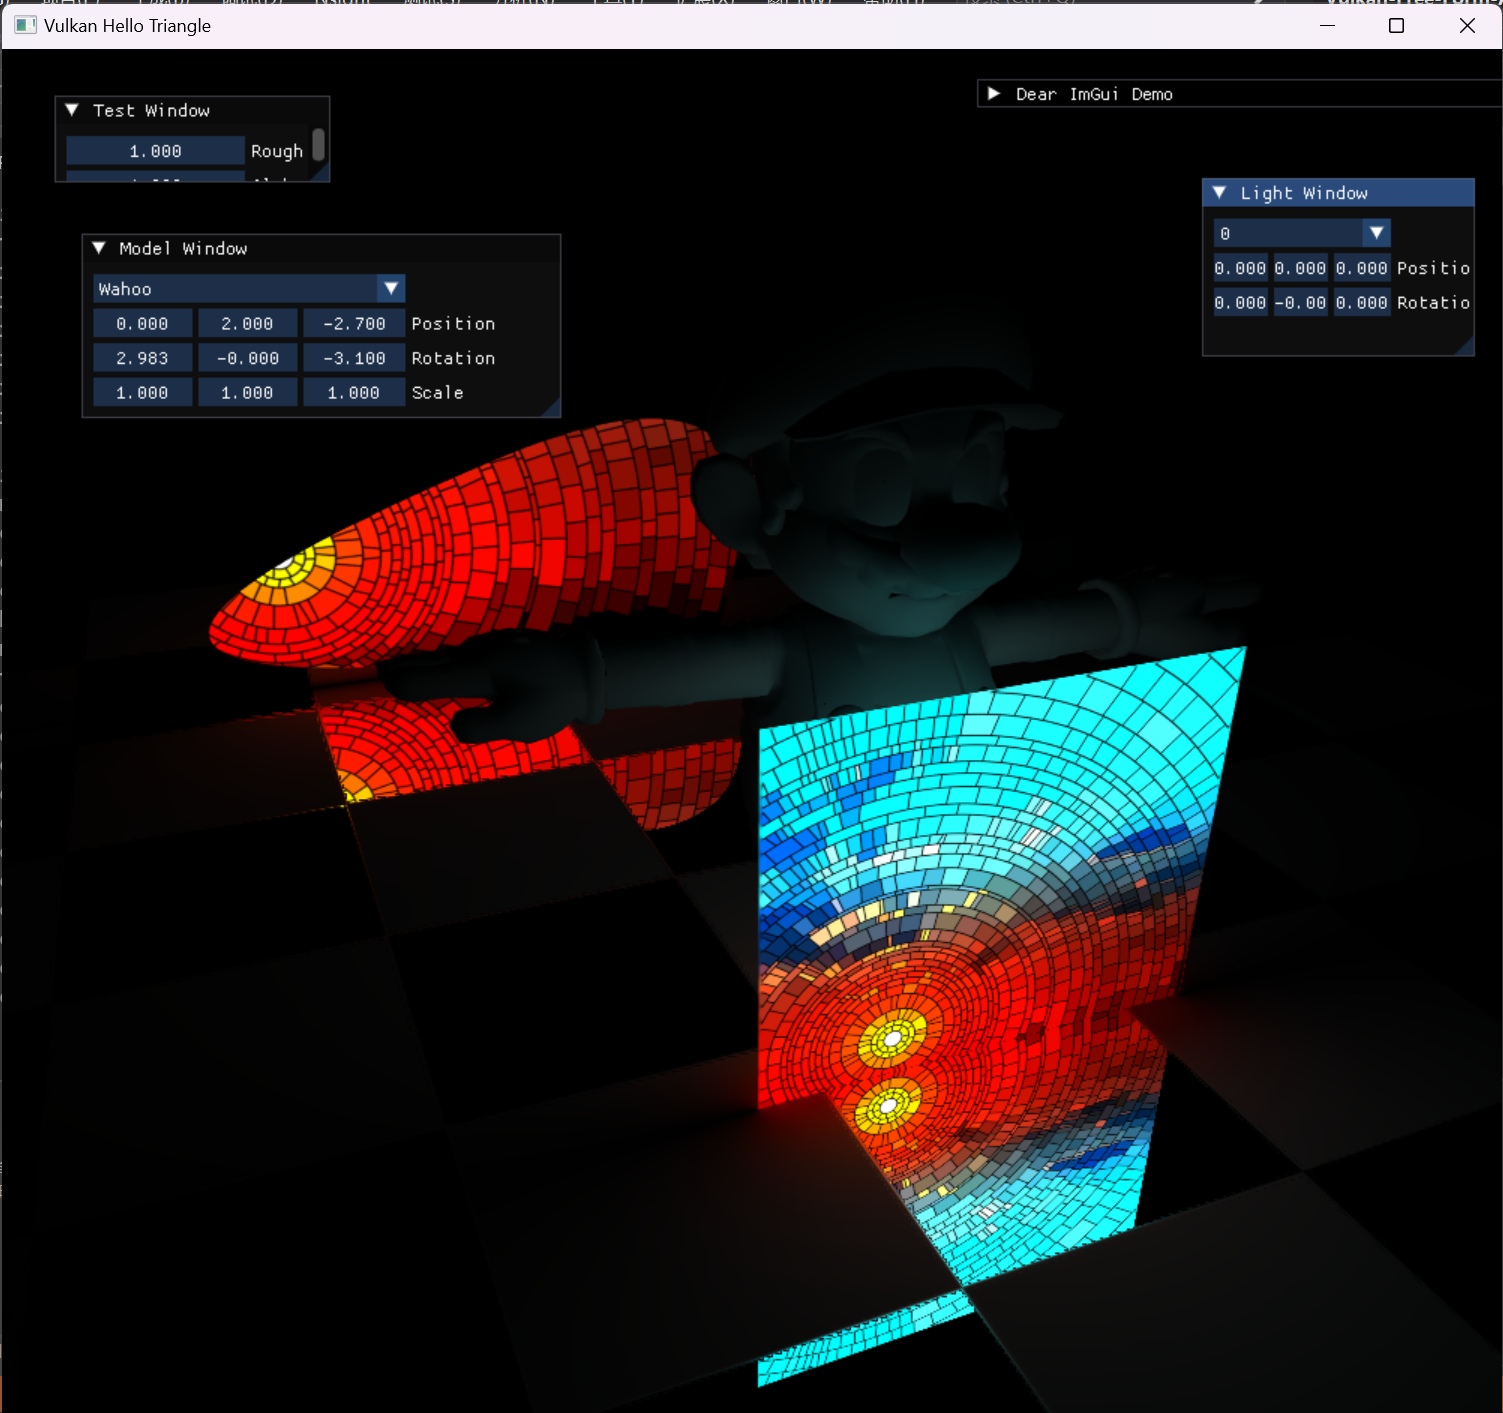 Vulkan Hello Triangle
Dear ImGui Demo
Test Window
1.000 Rough
Light Window
0
0.000 0.000 0.000 Positio
0.000 -0.00 0.000 Rotatio
Model Window
Wahoo
0.000 2.000 -2.700 Position
2.983 -0.000 -3.100 Rotation
1.000 1.000 1.000 Scale